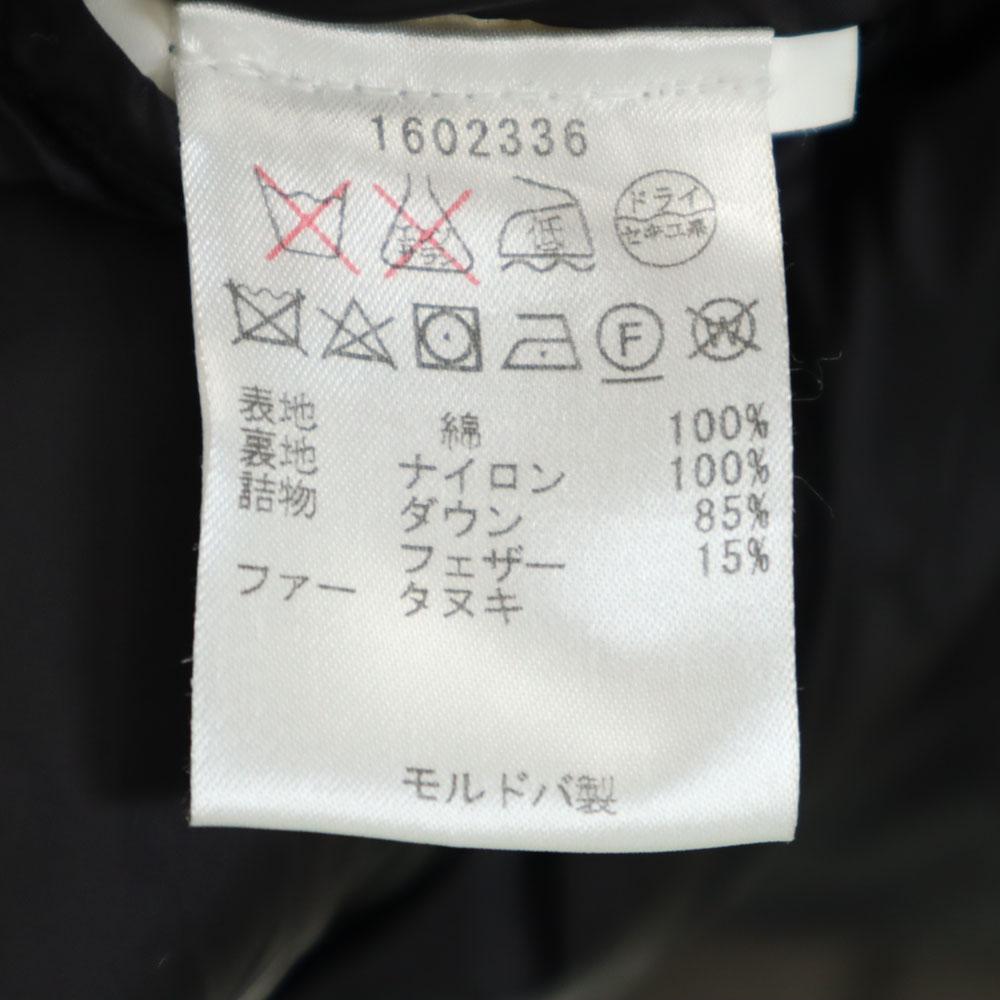 1602336
低
ドライ
セキユ系
F
W
表地 綿 100%
裏地 ナイロン 100%
詰物 ダウン 85%
フェザー 15%
ファー タヌキ
モルドバ製